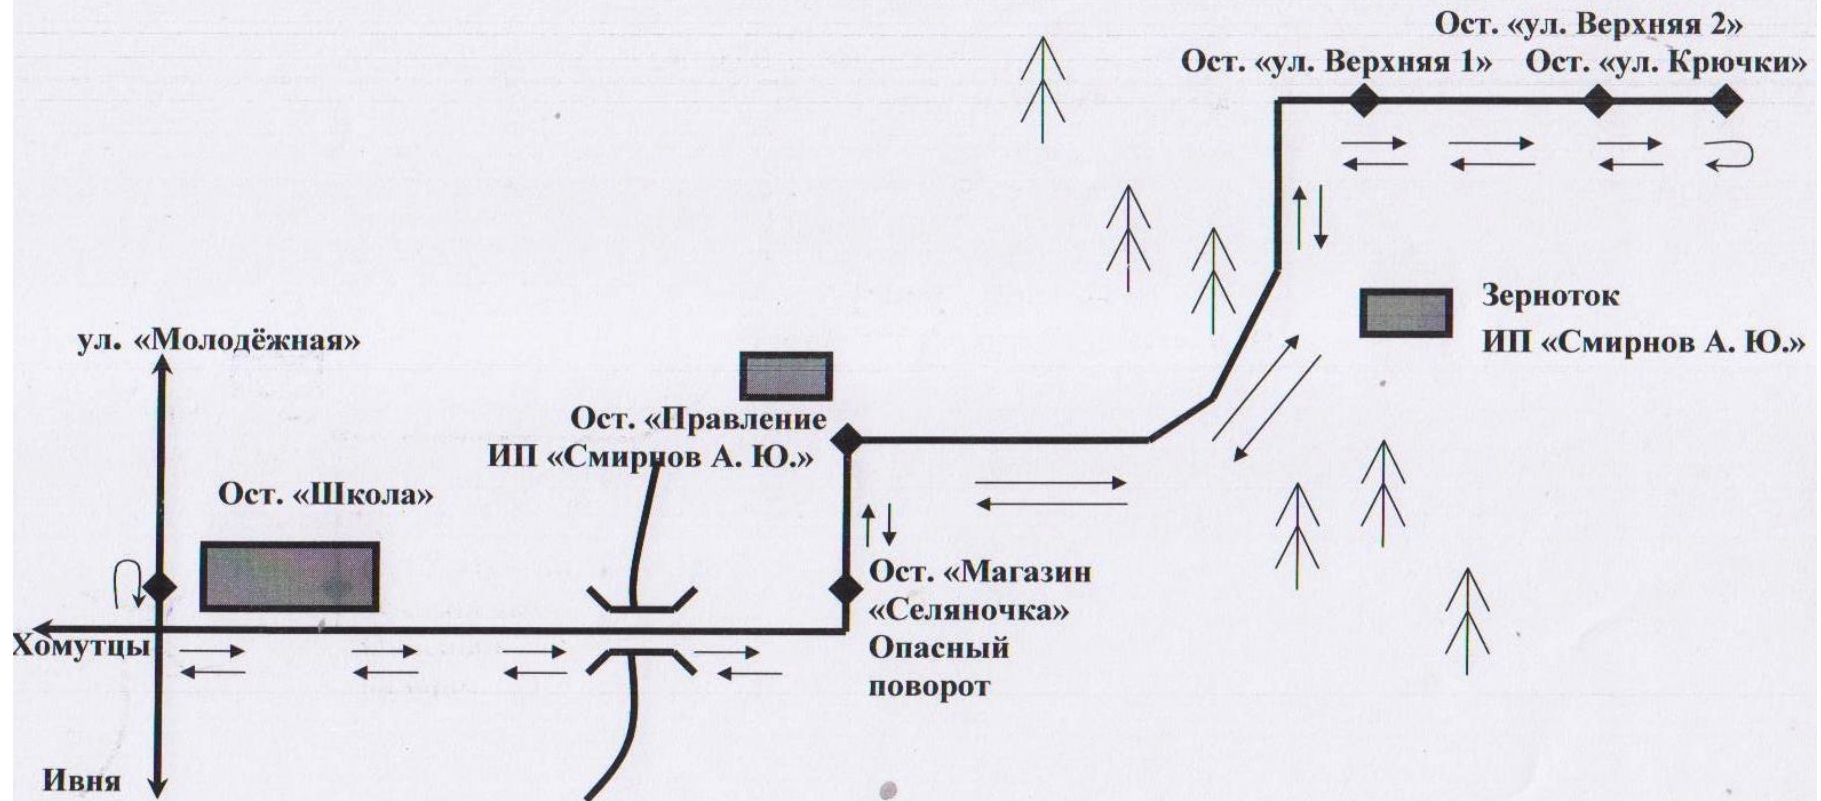 Ост. «ул. Верхняя 2»
Ост. «ул. Верхняя 1»
Ост. «ул. Крючки»
Зерноток
ИП «Смирнов А. Ю.»
ул. «Молодёжная»
Ост. «Правление
ИП «Смирнов А. Ю.»
Ост. «Школа»
Ост. «Магазин
«Селяночка»
Опасный
поворот
Хомутцы
Ивня